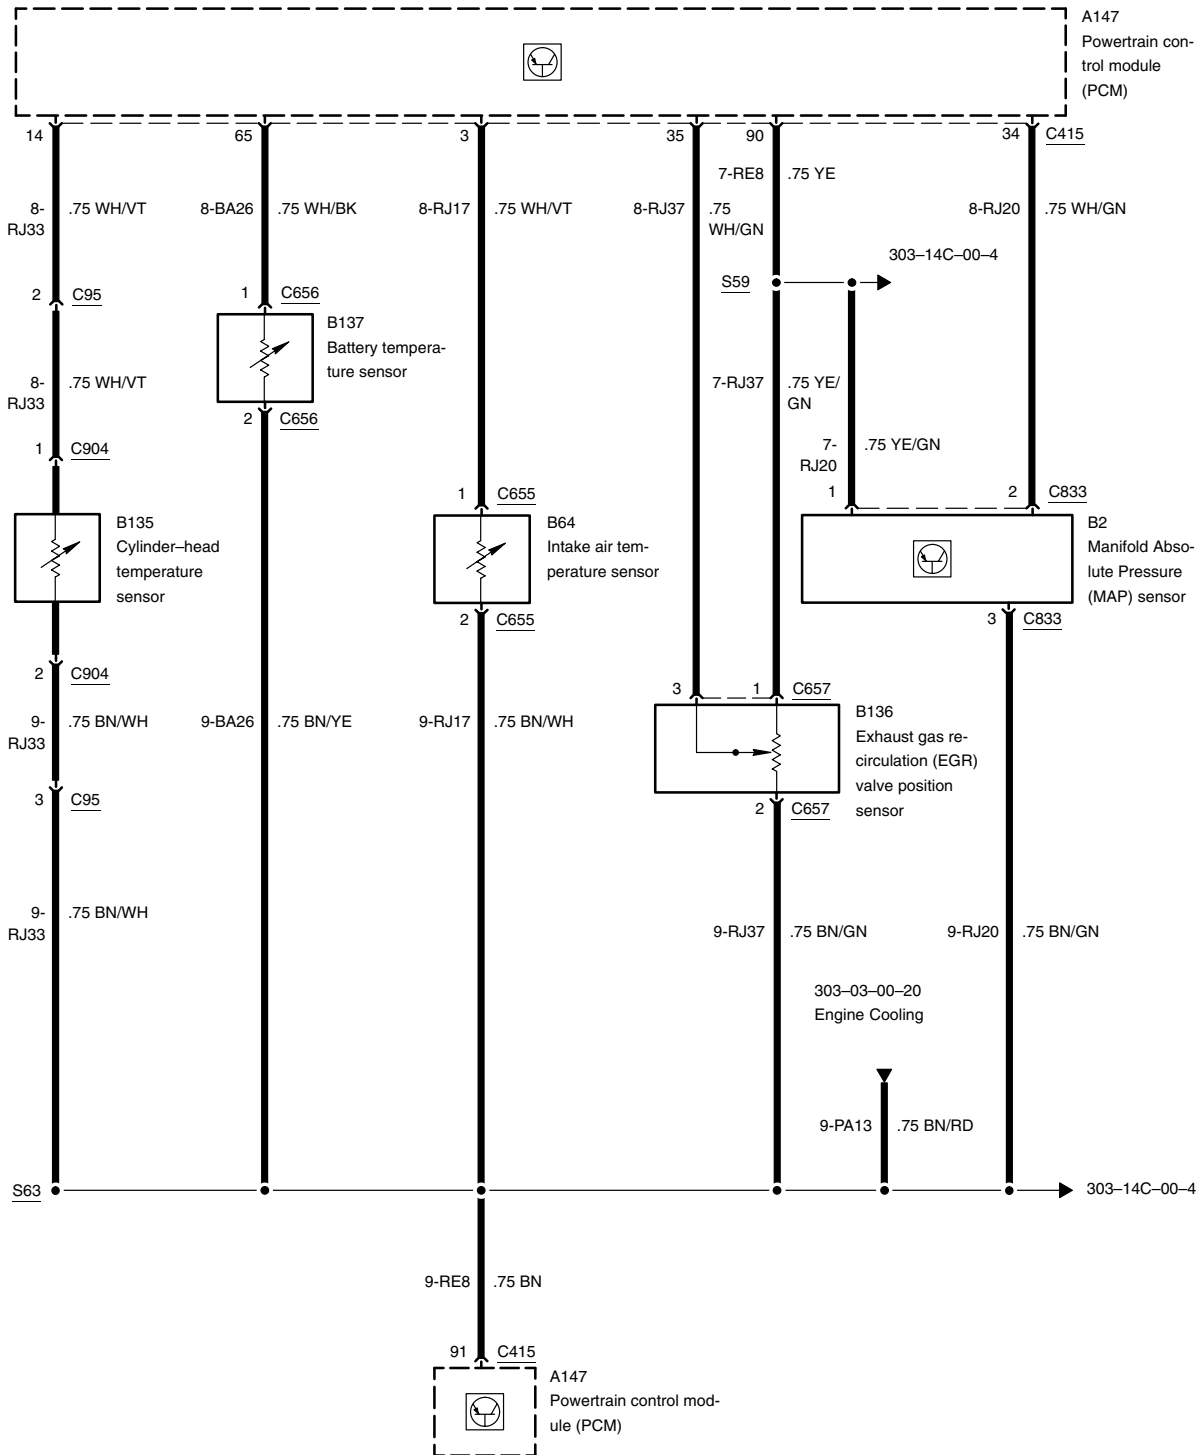 A147
Powertrain con-
trol module
(PCM)
14
65
3
35
90
34
C415
7-RE8
.75 YE
8-
RJ33
.75 WH/VT
8-BA26
.75 WH/BK
8-RJ17
.75 WH/VT
8-RJ37
.75
WH/GN
8-RJ20
.75 WH/GN
303–14C–00–4
S59
2
C95
1
C656
B137
Battery tempera-
ture sensor
8-
RJ33
.75 WH/VT
7-RJ37
.75 YE/
GN
2
C656
1
C904
7-
RJ20
.75 YE/GN
1
C655
1
2
C833
B135
Cylinder–head
temperature
sensor
B64
Intake air tem-
perature sensor
B2
Manifold Abso-
lute Pressure
(MAP) sensor
2
C655
3
C833
2
C904
3
1
C657
9-
RJ33
.75 BN/WH
9-BA26
.75 BN/YE
9-RJ17
.75 BN/WH
B136
Exhaust gas re-
circulation (EGR)
valve position
sensor
3
C95
2
C657
9-
RJ33
.75 BN/WH
9-RJ37
.75 BN/GN
9-RJ20
.75 BN/GN
303–03–00–20
Engine Cooling
9-PA13
.75 BN/RD
S63
303–14C–00–4
9-RE8
.75 BN
91
C415
A147
Powertrain control mod-
ule (PCM)